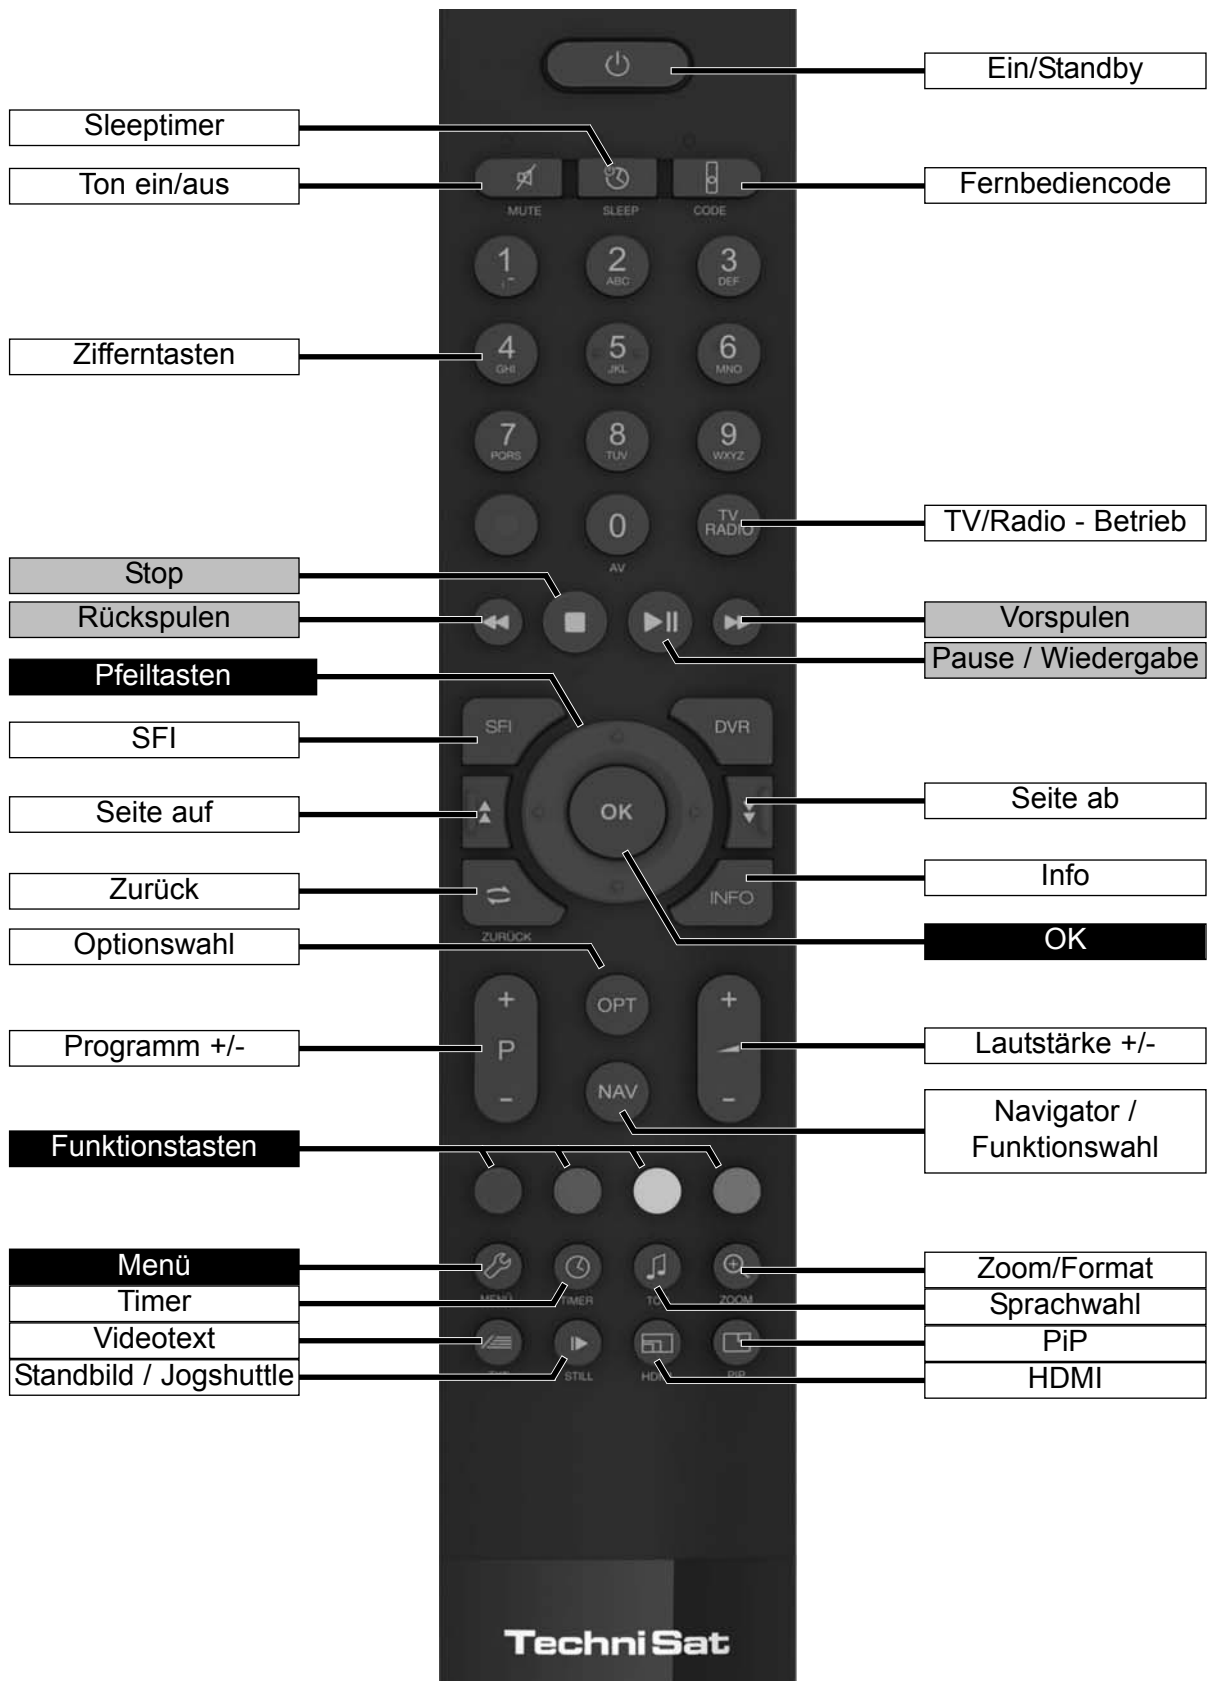 Ein/Standby
Sleeptimer
Ton ein/aus
Fernbediencode
MUTE
SLEEP
CODE
1
2
ABC
3
DEF
Zifferntasten
4
GHI
5
JKL
6
MNO
7
PQRS
8
TUV
9
WXYZ
0
AV
TV
RADIO
TV/Radio - Betrieb
Stop
Rückspulen
Vorspulen
Pause / Wiedergabe
Pfeiltasten
SFI
SFI
DVR
Seite auf
OK
Seite ab
Zurück
INFO
Info
ZURÜCK
Optionswahl
OK
OPT
Programm +/-
+
P
-
+
-
Lautstärke +/-
NAV
Navigator /
Funktionswahl
Funktionstasten
Menü
Timer
Videotext
Standbild / Jogshuttle
MENÜ
TIMER
ZOOM
STILL
PIP
Zoom/Format
Sprachwahl
PiP
HDMI
TechniSat